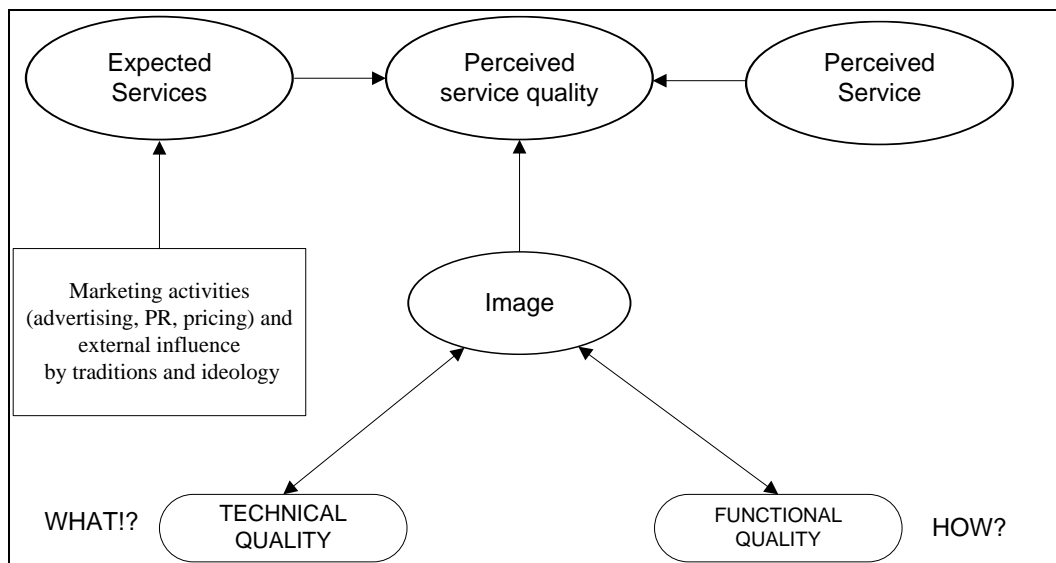 Expected
Services
Perceived
service quality
Perceived
Service
Marketing activities
(advertising, PR, pricing) and
external influence
by traditions and ideology
Image
WHAT!?
TECHNICAL
QUALITY
FUNCTIONAL
QUALITY
HOW?